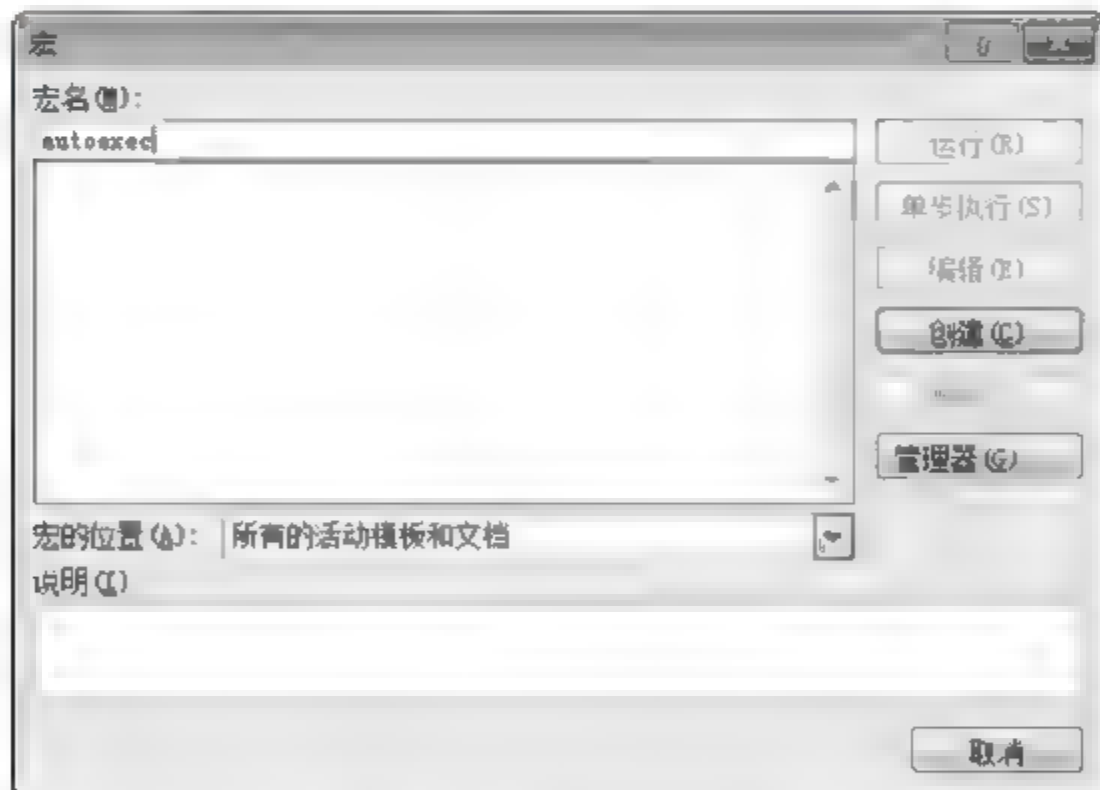 宏
宏名(M):
autoexec
运行(R)
单步执行(S)
编辑(E)
创建(C)
管理器(G)
宏的位置(A): 所有的活动模板和文档
说明(I)
取消